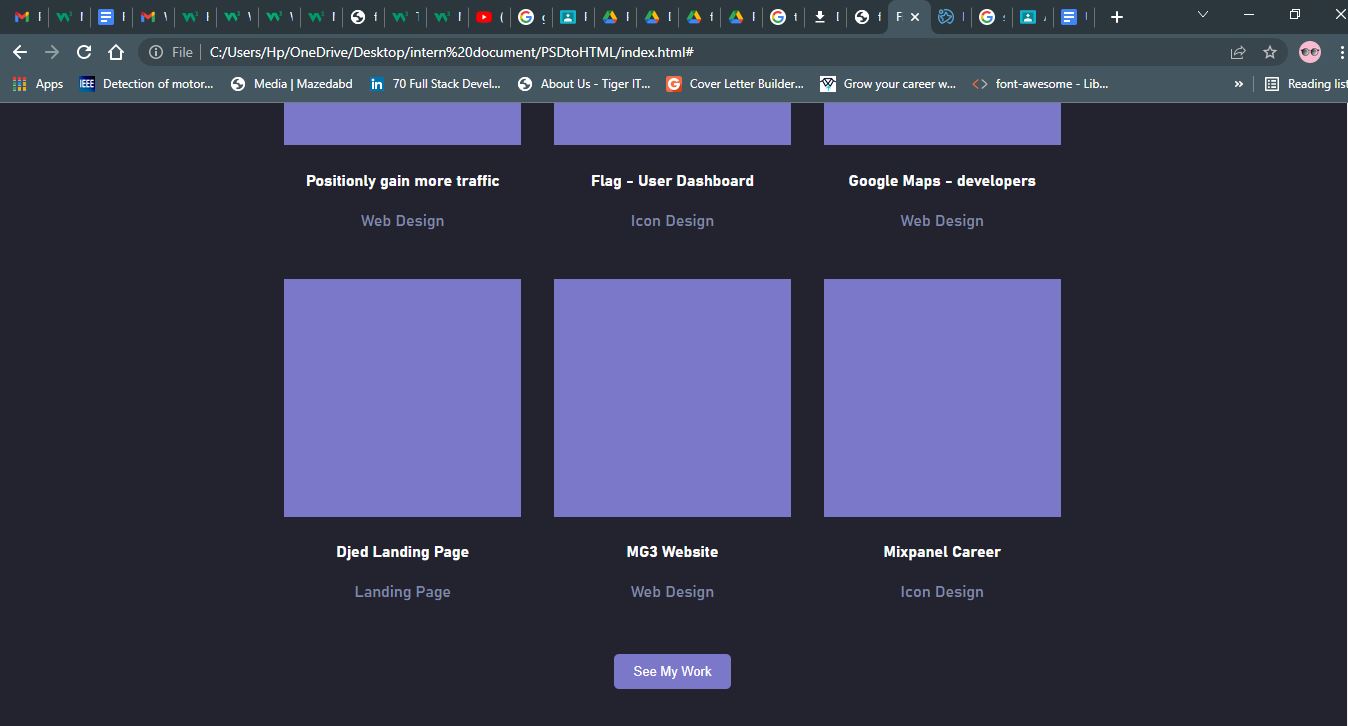 File C:/Users/Hp/OneDrive/Desktop/intern%20document/PSDtoHTML/index.html#
Apps IEEE Detection of motor... Media | Mazedabd in 70 Full Stack Devel... About Us - Tiger IT... G Cover Letter Builder... Grow your career w... font-awesome - Lib... » Reading list
Positionly gain more traffic Flag - User Dashboard Google Maps - developers
Web Design Icon Design Web Design
Djed Landing Page MG3 Website Mixpanel Career
Landing Page Web Design Icon Design
See My Work